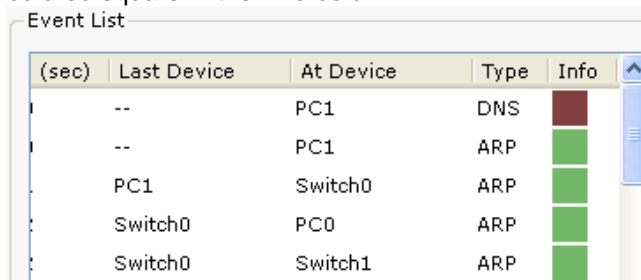 Event List
(sec) Last Device At Device Type Info
-- PC1 DNS
-- PC1 ARP
PC1 Switch0 ARP
Switch0 PC0 ARP
Switch0 Switch1 ARP